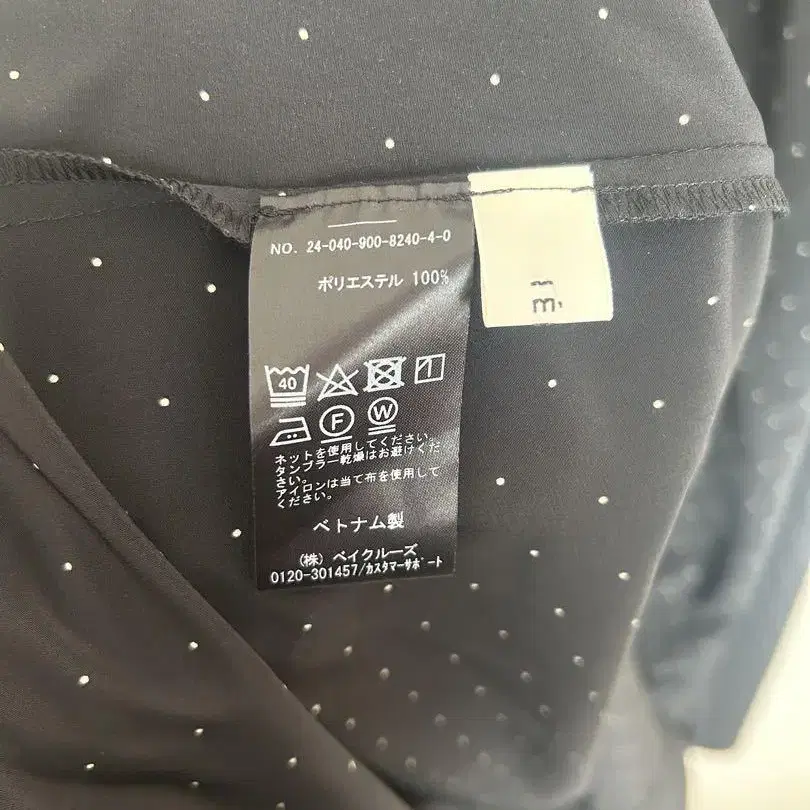 NO. 24-040-900-8240-4-0
ポリエステル 100%
40
F
W
ネットを使用してください。
タンブラー乾燥はお避けくだ
さい。
アイロンは当て布を使用して
ください。
ベトナム製
(株) ベイクルーズ
0120-301457/カスタマーサポート